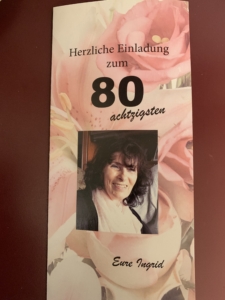 Herzliche Einladung
zum
80
achtzigsten
Eure Ingrid